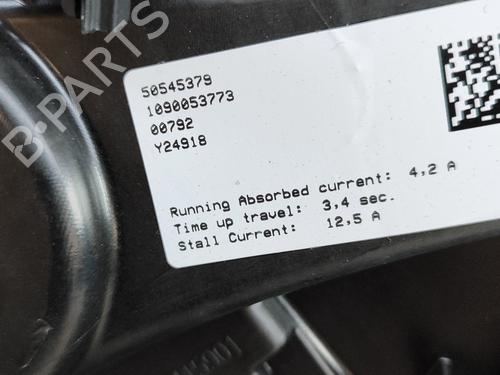 B-PARTS
50545379
1090053773
00792
Y24918
Running Absorbed current: 4,2 A
Time up travel: 3,4 sec.
Stall Current: 12,5 A